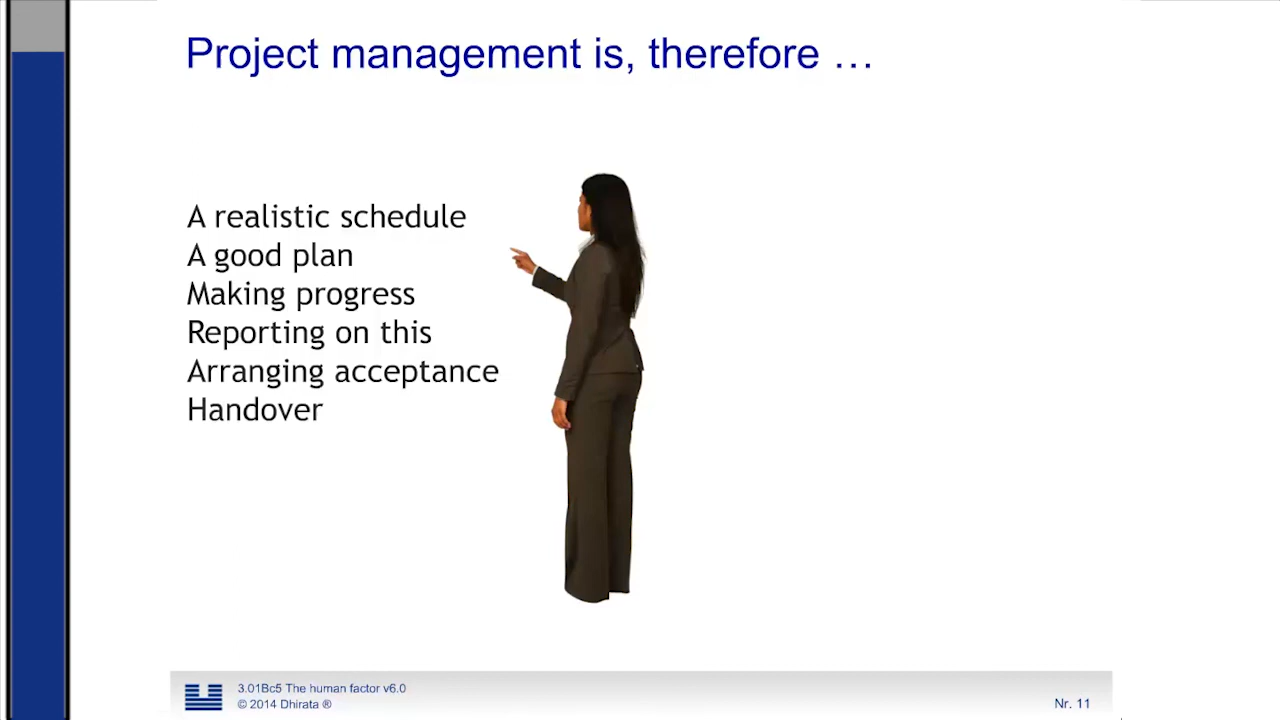 Project management is, therefore …
A realistic schedule
A good plan
Making progress
Reporting on this
Arranging acceptance
Handover
3.01Bc5 The human factor v6.0
© 2014 Dhirata ®
Nr. 11